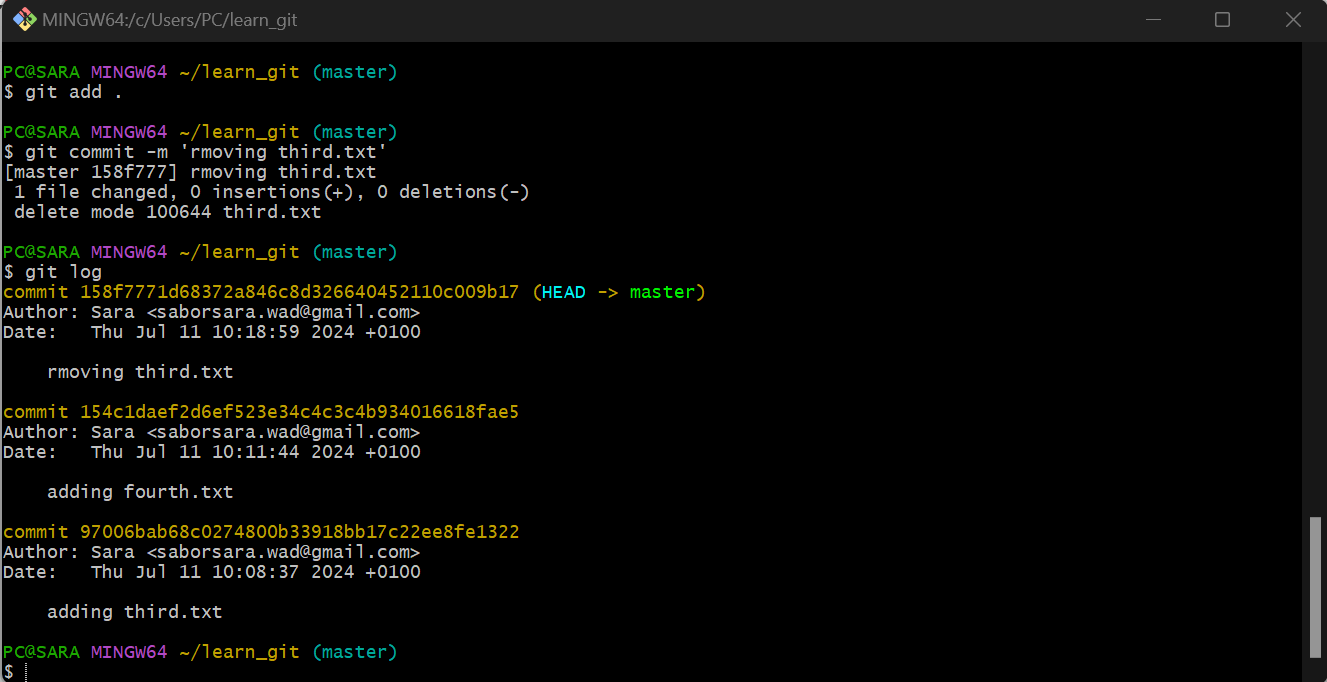 MINGW64:/c/Users/PC/learn_git
PC@SARA MINGW64 ~/learn_git (master)
$ git add .
PC@SARA MINGW64 ~/learn_git (master)
$ git commit -m 'rmoving third.txt'
[master 158f777] rmoving third.txt
 1 file changed, 0 insertions(+), 0 deletions(-)
 delete mode 100644 third.txt
PC@SARA MINGW64 ~/learn_git (master)
$ git log
commit 158f7771d68372a846c8d326640452110c009b17 (HEAD -> master)
Author: Sara <saborsara.wad@gmail.com>
Date:   Thu Jul 11 10:18:59 2024 +0100
    rmoving third.txt
commit 154c1daef2d6ef523e34c4c3c4b934016618fae5
Author: Sara <saborsara.wad@gmail.com>
Date:   Thu Jul 11 10:11:44 2024 +0100
    adding fourth.txt
commit 97006bab68c0274800b33918bb17c22ee8fe1322
Author: Sara <saborsara.wad@gmail.com>
Date:   Thu Jul 11 10:08:37 2024 +0100
    adding third.txt
PC@SARA MINGW64 ~/learn_git (master)
$